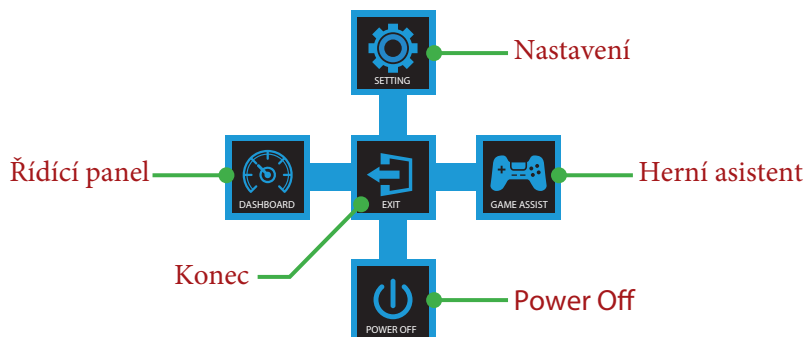 SETTING
Nastavení
Řídící panel
DASHBOARD
EXIT
GAME ASSIST
Herní asistent
Konec
POWER OFF
Power Off